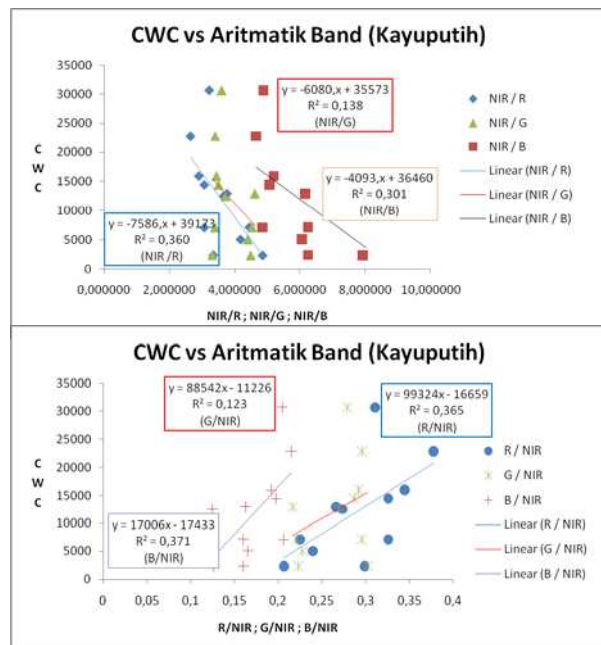 CWC vs Aritmatik Band (Kayuputih)
35000
30000
25000
20000
15000
10000
5000
0
C
W
C
y = -6080,x + 35573
R² = 0,138
(NIR/G)
y = -4093,x + 36460
R² = 0,301
(NIR/B)
y = -7586,x + 39173
R² = 0,360
(NIR /R)
0,000000 2,000000 4,000000 6,000000 8,000000 10,000000
NIR/R ; NIR/G ; NIR/B
NIR / R
NIR / G
NIR / B
Linear (NIR / R)
Linear (NIR / G)
Linear (NIR / B)
CWC vs Aritmatik Band (Kayuputih)
35000
30000
25000
20000
15000
10000
5000
0
C
W
C
y = 88542x - 11226
R² = 0,123
(G/NIR)
y = 99324x - 16659
R² = 0,365
(R/NIR)
y = 17006x - 17433
R² = 0,371
(B/NIR)
0 0,05 0,1 0,15 0,2 0,25 0,3 0,35 0,4
R/NIR ; G/NIR ; B/NIR
R / NIR
G / NIR
B / NIR
Linear (R / NIR)
Linear (G / NIR)
Linear (B / NIR)